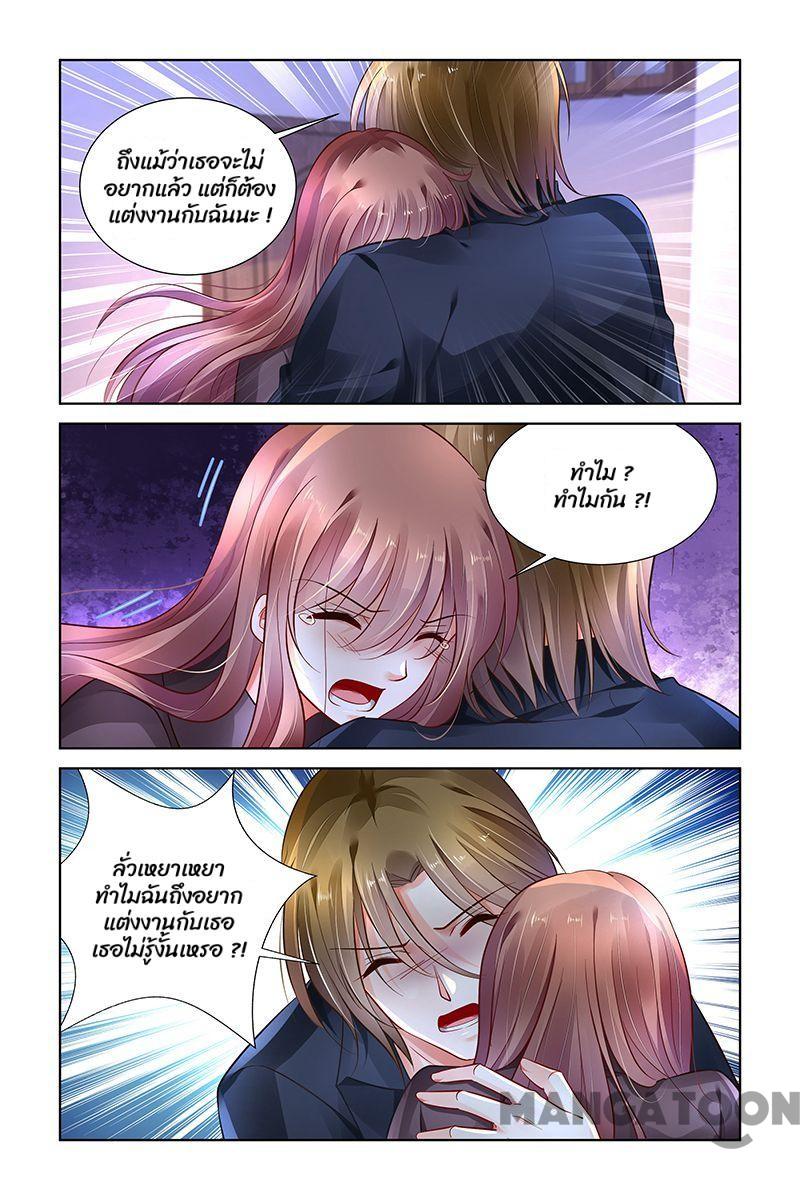 ถึงแม้ว่าเธอจะไม่
อยากแล้ว แต่ก็ต้อง
แต่งงานกับฉันนะ !
ทำไม ?
ทำไมกัน ?!
ลั่วเหยาเหยา
ทำไมฉันถึงอยาก
แต่งงานกับเธอ
เธอไม่รู้งั้นเหรอ ?!
MANGATOON